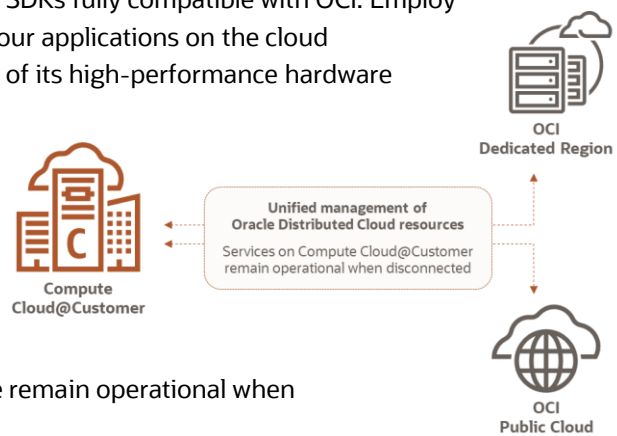 SDKs fully compatible with OCI. Employ
our applications on the cloud
of its high-performance hardware
OCI
Dedicated Region
Unified management of
Oracle Distributed Cloud resources
Services on Compute Cloud@Customer
remain operational when disconnected
C
Compute
Cloud@Customer
remain operational when
OCI
Public Cloud